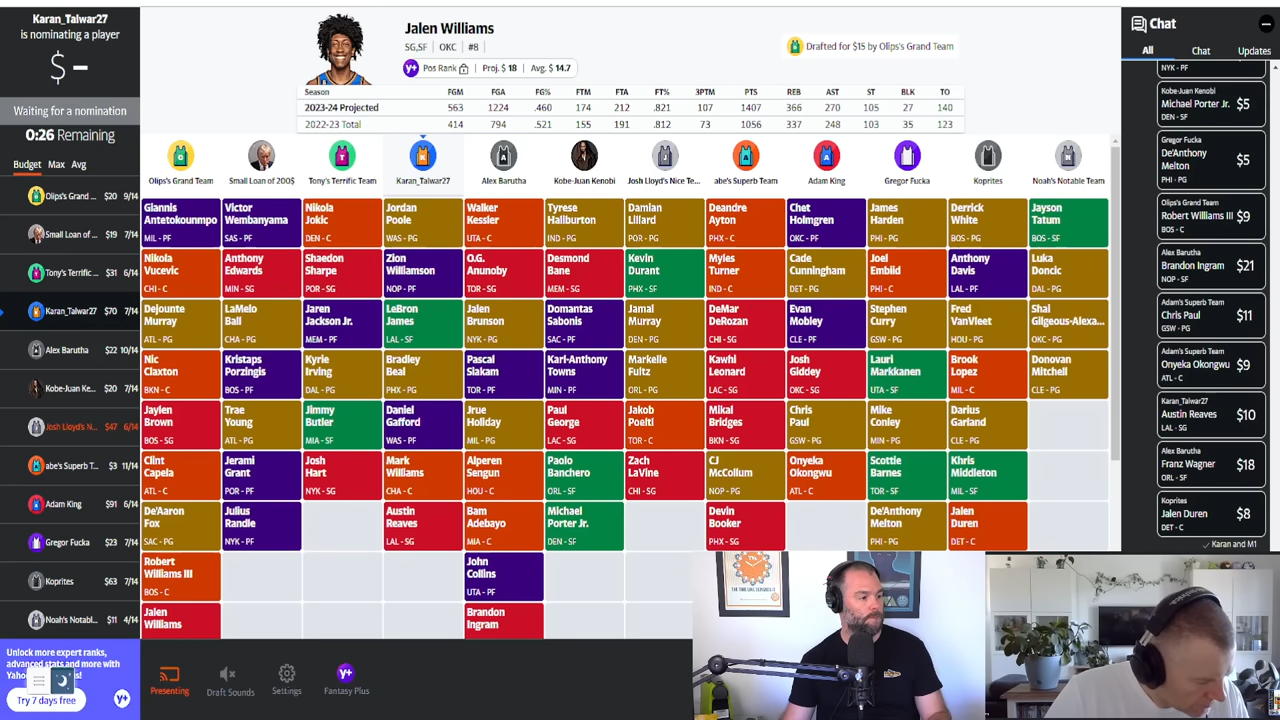 Karan_Talwar27
is nominating a player
$ –
Waiting for a nomination
0:26 Remaining
Budget Max Avg
Olips's Grand ... $20 9/14
Small Loan of ... $19 7/14
Tony's Terrific ... $31 6/14
Karan_Talwar27 $70 7/14
Alex Barutha $22 10/14
Kobe-Juan Ke... $20 7/14
Josh Lloyd's N... $47 6/14
abe's Superb T... $3 11/14
Adam King $91 6/14
Gregor Fucka $23 7/14
Koprites $63 7/14
Noah's Notabl... $11 4/14
Unlock more expert ranks,
advanced stats and more with
Try 7 days free
y+
Jalen Williams
SG,SF OKC #8
y+ Pos Rank Proj. $ 18 Avg. $ 14.7
Drafted for $15 by Olips's Grand Team
Season FGM FGA FG% FTM FTA FT% 3PTM PTS REB AST ST BLK TO
2023-24 Projected 563 1224 .460 174 212 .821 107 1407 366 270 105 27 140
2022-23 Total 414 794 .521 155 191 .812 73 1056 337 248 103 35 123
Olips's Grand Team Small Loan of 200$ Tony's Terrific Team Karan_Talwar27 Alex Barutha Kobe-Juan Kenobi Josh Lloyd's Nice Te... abe's Superb Team Adam King Gregor Fucka Koprites Noah's Notable Team
Giannis Victor Nikola Jordan Walker Tyrese Damian Deandre Chet James Derrick Jayson
Antetokounmpo Wembanyama Jokic Poole Kessler Haliburton Lillard Ayton Holmgren Harden White Tatum
MIL - PF SAS - PF DEN - C WAS - PG UTA - C IND - PG POR - PG PHX - C OKC - PF PHI - PG BOS - PG BOS - SF
Nikola Anthony Shaedon Zion O.G. Desmond Kevin Myles Cade Joel Anthony Luka
Vucevic Edwards Sharpe Williamson Anunoby Bane Durant Turner Cunningham Embiid Davis Doncic
CHI - C MIN - SG POR - SG NOP - PF TOR - SG MEM - SG PHX - SF IND - C DET - PG PHI - C LAL - PF DAL - PG
Dejounte LaMelo Jaren LeBron Jalen Domantas Jamal DeMar Evan Stephen Fred Shai
Murray Ball Jackson Jr. James Brunson Sabonis Murray DeRozan Mobley Curry VanVleet Gilgeous-Alexa...
ATL - PG CHA - PG MEM - PF LAL - SF NYK - PG SAC - PF DEN - PG CHI - SG CLE - PF GSW - PG HOU - PG OKC - PG
Nic Kristaps Kyrie Bradley Pascal Karl-Anthony Markelle Kawhi Josh Lauri Brook Donovan
Claxton Porzingis Irving Beal Siakam Towns Fultz Leonard Giddey Markkanen Lopez Mitchell
BKN - C BOS - PF DAL - PG PHX - PG TOR - PF MIN - PF ORL - PG LAC - SG OKC - SG UTA - SF MIL - C CLE - PG
Jaylen Trae Jimmy Daniel Jrue Paul Jakob Mikal Chris Mike Darius
Brown Young Butler Gafford Holiday George Poeltl Bridges Paul Conley Garland
BOS - SG ATL - PG MIA - SF WAS - PF MIL - PG LAC - SG TOR - C BKN - SG GSW - PG MIN - PG CLE - PG
Clint Jerami Josh Mark Alperen Paolo Zach CJ Onyeka Scottie Khris
Capela Grant Hart Williams Sengun Banchero LaVine McCollum Okongwu Barnes Middleton
ATL - C POR - PF NYK - SG CHA - C HOU - C ORL - SF CHI - SG NOP - PG ATL - C TOR - SF MIL - SF
De'Aaron Julius Austin Bam Michael Devin De'Anthony Jalen
Fox Randle Reaves Adebayo Porter Jr. Booker Melton Duren
SAC - PG NYK - PF LAL - SG MIA - C DEN - SF PHX - SG PHI - PG DET - C
Robert John
Williams III Collins
BOS - C UTA - PF
Jalen Brandon
Williams Ingram
Presenting Draft Sounds Settings Fantasy Plus
Chat
All Chat Updates
NYK - PF
Kobe-Juan Kenobi
Michael Porter Jr. $5
DEN - SF
Gregor Fucka
De'Anthony
Melton $5
PHI - PG
Olips's Grand Team
Robert Williams III $9
BOS - C
Alex Barutha
Brandon Ingram $21
NOP - PF
Adam's Superb Team
Chris Paul $11
GSW - PG
Adam's Superb Team
Onyeka Okongwu $9
ATL - C
Karan_Talwar27
Austin Reaves $10
LAL - SG
Alex Barutha
Franz Wagner $18
ORL - SF
Koprites
Jalen Duren $8
DET - C
Karan and M1